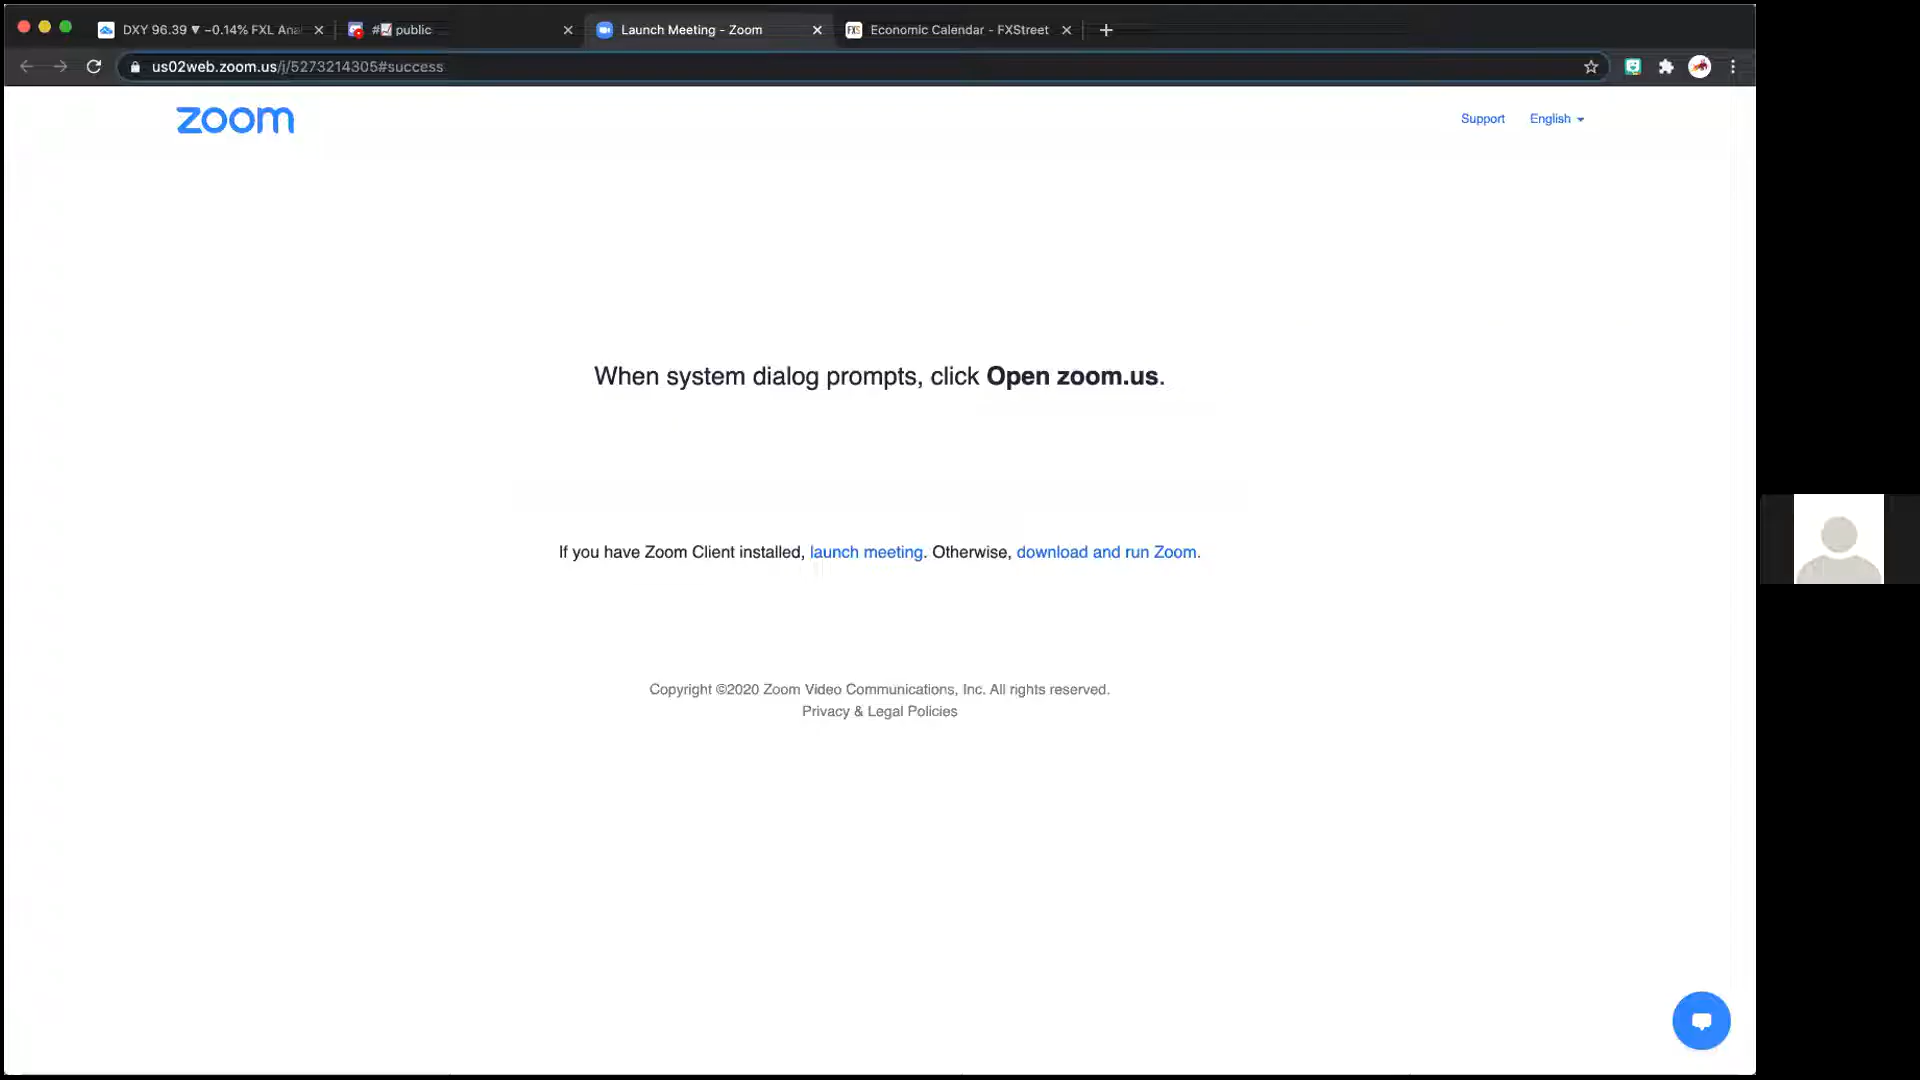 DXY 96.39 ▼ −0.14% FXL Ana
#📈 public
Launch Meeting - Zoom
FXS
Economic Calendar - FXStreet
us02web.zoom.us/j/5273214305#success
zoom
Support
English
When system dialog prompts, click Open zoom.us.
If you have Zoom Client installed, launch meeting. Otherwise, download and run Zoom.
Copyright ©2020 Zoom Video Communications, Inc. All rights reserved.
Privacy & Legal Policies